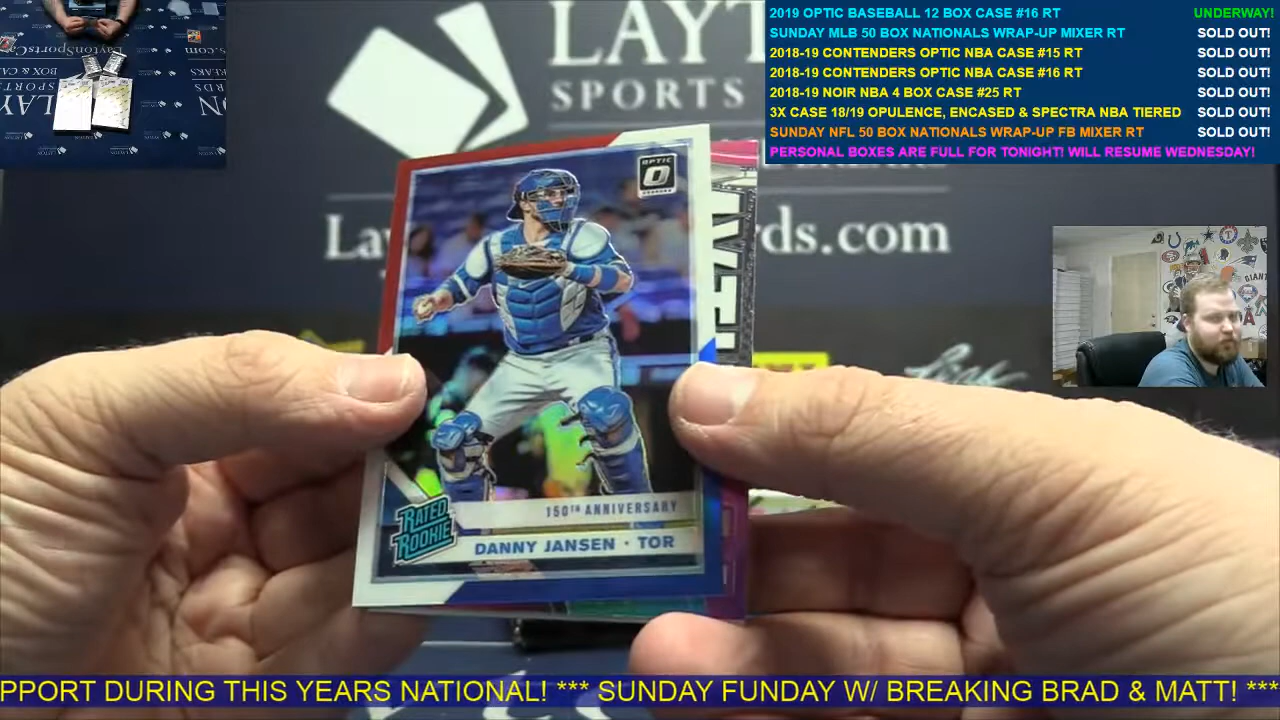 2019 OPTIC BASEBALL 12 BOX CASE #16 RT UNDERWAY!
SUNDAY MLB 50 BOX NATIONALS WRAP-UP MIXER RT SOLD OUT!
2018-19 CONTENDERS OPTIC NBA CASE #15 RT SOLD OUT!
2018-19 CONTENDERS OPTIC NBA CASE #16 RT SOLD OUT!
2018-19 NOIR NBA 4 BOX CASE #25 RT SOLD OUT!
3X CASE 18/19 OPULENCE, ENCASED & SPECTRA NBA TIERED SOLD OUT!
SUNDAY NFL 50 BOX NATIONALS WRAP-UP FB MIXER RT SOLD OUT!
PERSONAL BOXES ARE FULL FOR TONIGHT! WILL RESUME WEDNESDAY!
LAYTON
SPORTS
OPTIC
150TH ANNIVERSARY
RATED
ROOKIE
DANNY JANSEN · TOR
PPORT DURING THIS YEARS NATIONAL! *** SUNDAY FUNDAY W/ BREAKING BRAD & MATT! ***